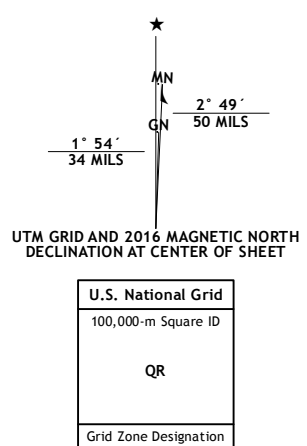 ★
MN
2° 49´
50 MILS
GN
1° 54´
34 MILS
UTM GRID AND 2016 MAGNETIC NORTH
DECLINATION AT CENTER OF SHEET
U.S. National Grid
100,000-m Square ID
QR
Grid Zone Designation